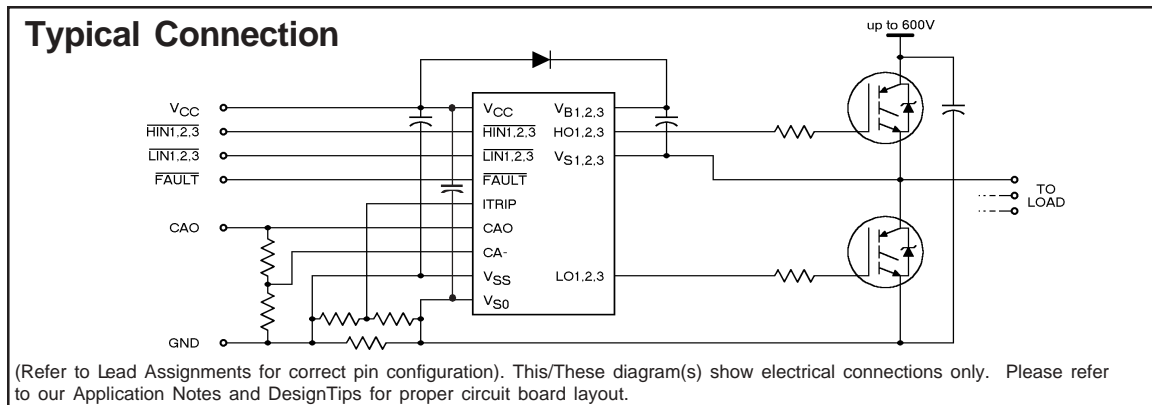 Typical Connection
up to 600V
VCC
HIN1,2,3
LIN1,2,3
FAULT
CAO
GND
VCC
HIN1,2,3
LIN1,2,3
FAULT
ITRIP
CAO
CA-
VSS
VS0
VB1,2,3
HO1,2,3
VS1,2,3
LO1,2,3
TO
LOAD
(Refer to Lead Assignments for correct pin configuration). This/These diagram(s) show electrical connections only. Please refer
to our Application Notes and DesignTips for proper circuit board layout.